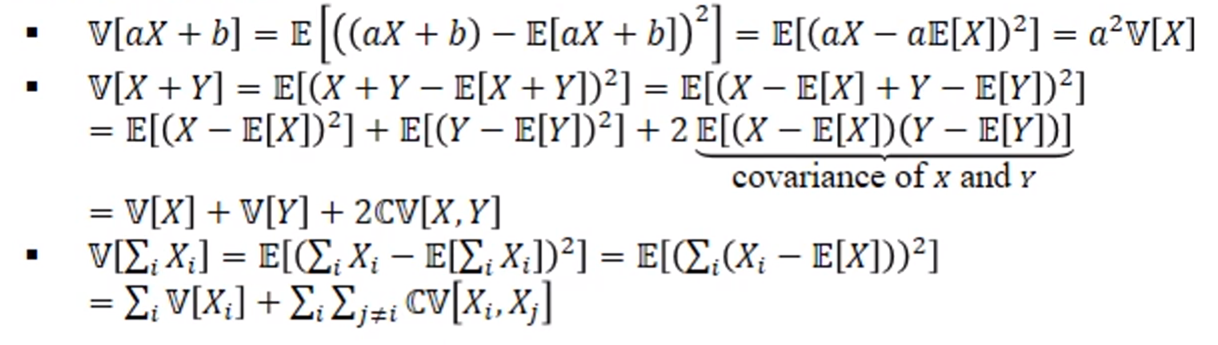 ▪ 𝕍[aX + b] = 𝔼[((aX + b) − 𝔼[aX + b])²] = 𝔼[(aX − a𝔼[X])²] = a²𝕍[X]
▪ 𝕍[X + Y] = 𝔼[(X + Y − 𝔼[X + Y])²] = 𝔼[(X − 𝔼[X] + Y − 𝔼[Y])²]
= 𝔼[(X − 𝔼[X])²] + 𝔼[(Y − 𝔼[Y])²] + 2 𝔼[(X − 𝔼[X])(Y − 𝔼[Y])]
covariance of X and Y
= 𝕍[X] + 𝕍[Y] + 2ℂ𝕍[X, Y]
▪ 𝕍[∑ᵢ Xᵢ] = 𝔼[(∑ᵢ Xᵢ − 𝔼[∑ᵢ Xᵢ])²] = 𝔼[(∑ᵢ(Xᵢ − 𝔼[X]))²]
= ∑ᵢ 𝕍[Xᵢ] + ∑ᵢ ∑ⱼ≠ᵢ ℂ𝕍[Xᵢ, Xⱼ]